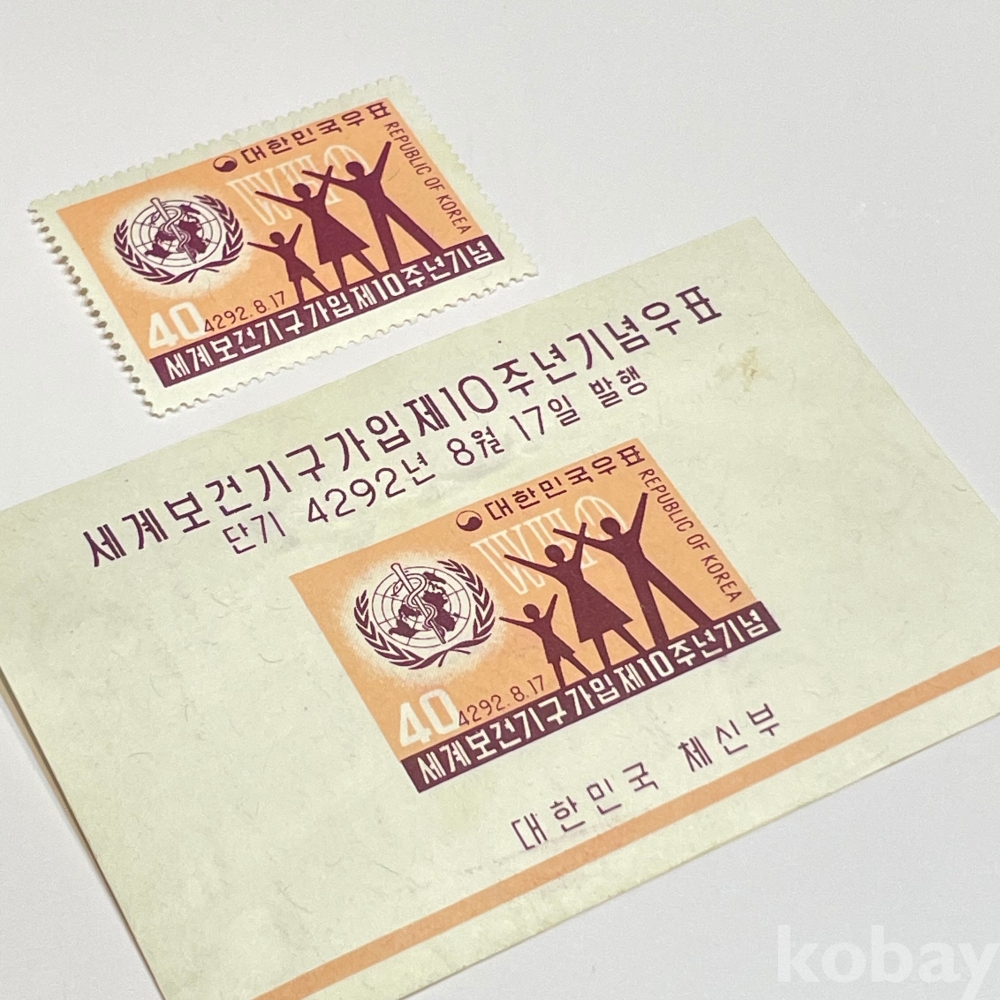 대한민국우표
REPUBLIC OF KOREA
WHO
40
4292.8.17
세계보건기구가입제10주년기념
세계보건기구가입제10주년기념우표
단기 4292년 8월 17일 발행
대한민국우표
REPUBLIC OF KOREA
WHO
40
4292.8.17
세계보건기구가입제10주년기념
대한민국 체신부
kobay